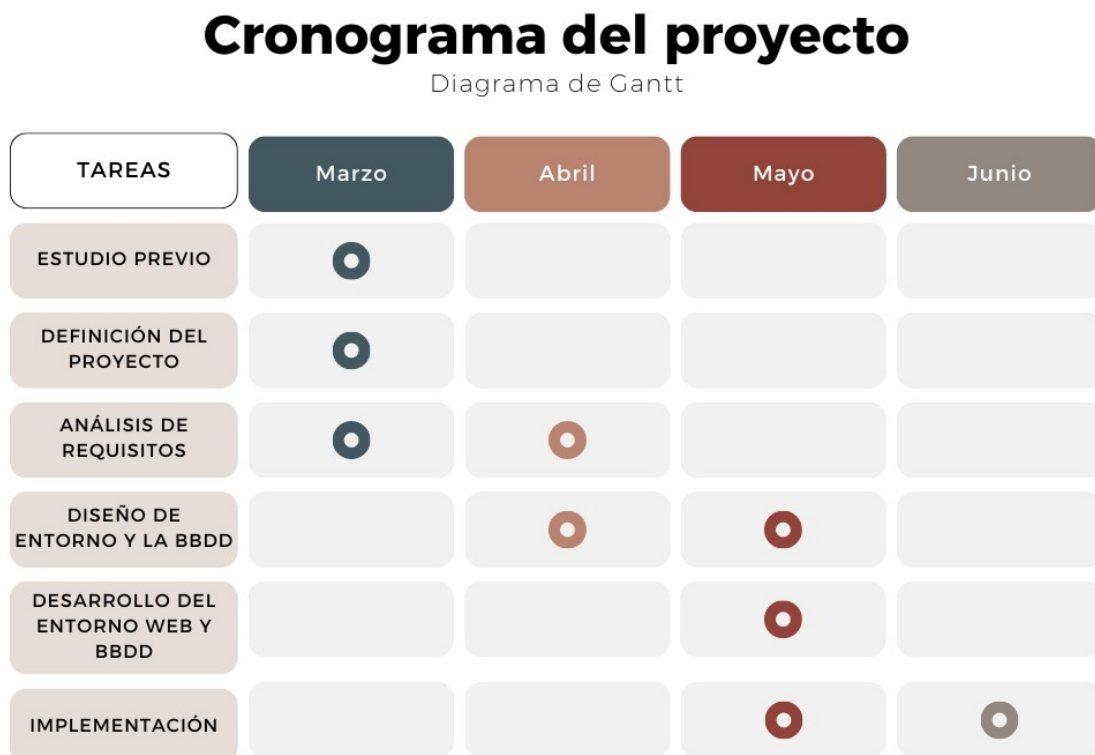 Cronograma del proyecto
Diagrama de Gantt
TAREAS
Marzo
Abril
Mayo
Junio
ESTUDIO PREVIO
DEFINICIÓN DEL
PROYECTO
ANÁLISIS DE
REQUISITOS
DISEÑO DE
ENTORNO Y LA BBDD
DESARROLLO DEL
ENTORNO WEB Y
BBDD
IMPLEMENTACIÓN